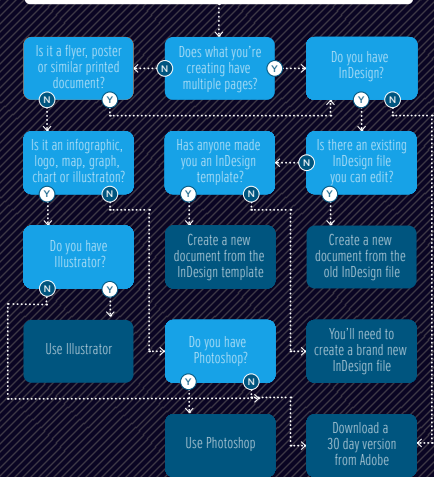 Is it a flyer, poster
or similar printed
document?
N
Y
Does what you're
creating have
multiple pages?
N
Y
Do you have
InDesign?
Y
N
Is it an infographic,
logo, map, graph,
chart or illustraton?
Y
N
Has anyone made
you an InDesign
template?
Y
N
Is there an existing
InDesign file
you can edit?
N
Y
Do you have
Illustrator?
N
Y
Create a new
document from the
InDesign template
Create a new
document from the
old InDesign file
Use Illustrator
Do you have
Photoshop?
Y
N
You'll need to
create a brand new
InDesign file
Use Photoshop
Download a
30 day version
from Adobe